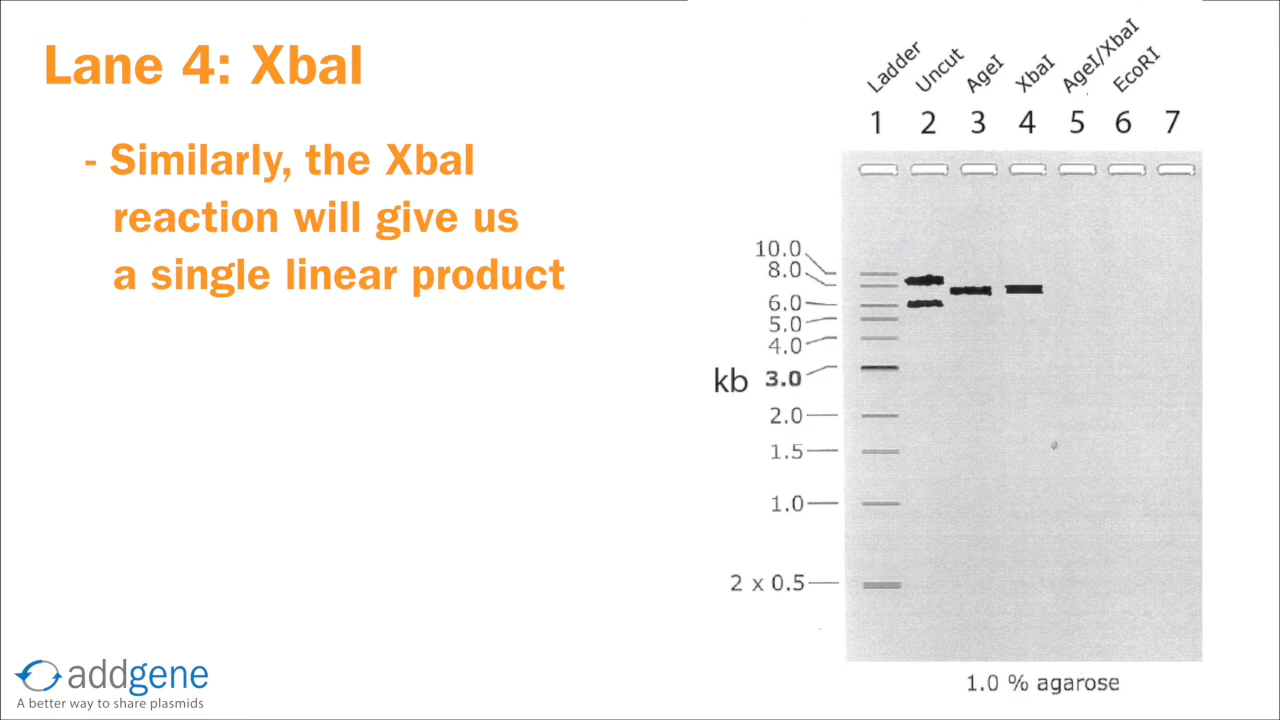 Lane 4: XbaI
- Similarly, the XbaI
reaction will give us
a single linear product
Ladder
Uncut
AgeI
XbaI
AgeI/XbaI
EcoRI
1 2 3 4 5 6 7
10.0
8.0
6.0
5.0
4.0
kb 3.0
2.0
1.5
1.0
2 x 0.5
1.0 % agarose
addgene
A better way to share plasmids